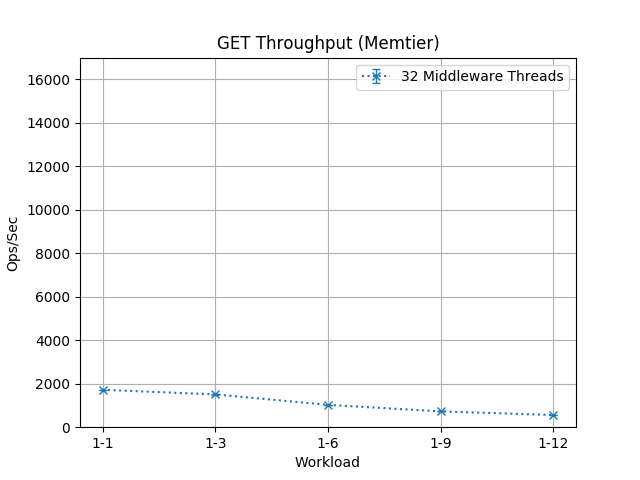 GET Throughput (Memtier)
32 Middleware Threads
Ops/Sec
16000
14000
12000
10000
8000
6000
4000
2000
0
1-1 1-3 1-6 1-9 1-12
Workload